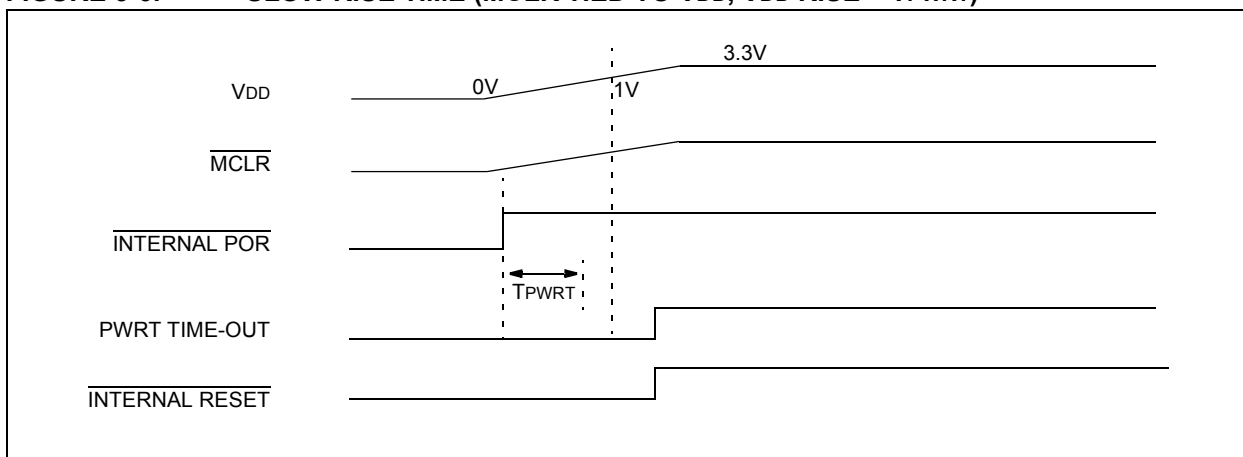 0V
3.3V
1V
VDD
MCLR
INTERNAL POR
TPWRT
PWRT TIME-OUT
INTERNAL RESET